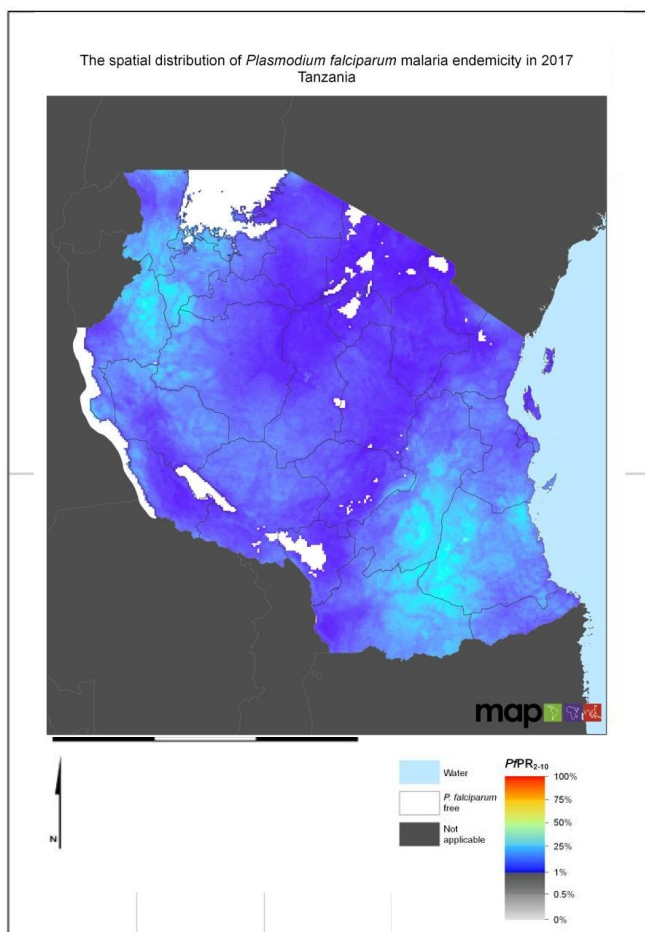 The spatial distribution of Plasmodium falciparum malaria endemicity in 2017
Tanzania
map
Water
P. falciparum
free
Not
applicable
N
PfPR2-10
100%
75%
50%
25%
1%
0.5%
0%